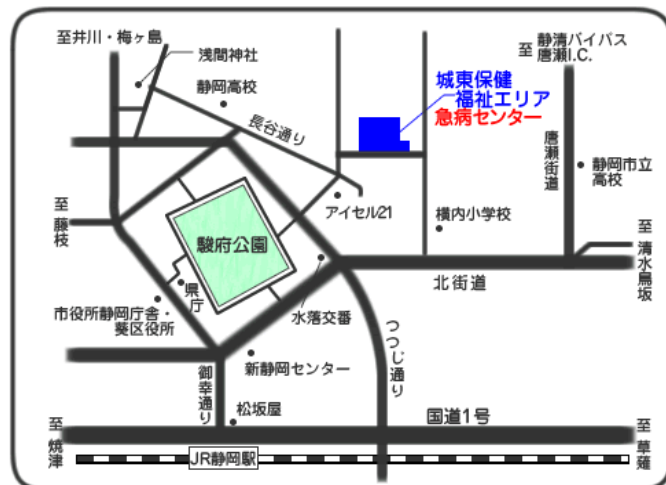 至井川・梅ヶ島
浅間神社
静岡高校
長谷通り
城東保健
福祉エリア
急病センター
至
静清バイパス
唐瀬I.C.
唐瀬街道
静岡市立
高校
至藤枝
駿府公園
アイセル21
横内小学校
至清水鳥坂
北街道
県庁
市役所静岡庁舎・
葵区役所
水落交番
つつじ通り
新静岡センター
御幸通り
松坂屋
国道1号
至焼津
JR静岡駅
至草薙